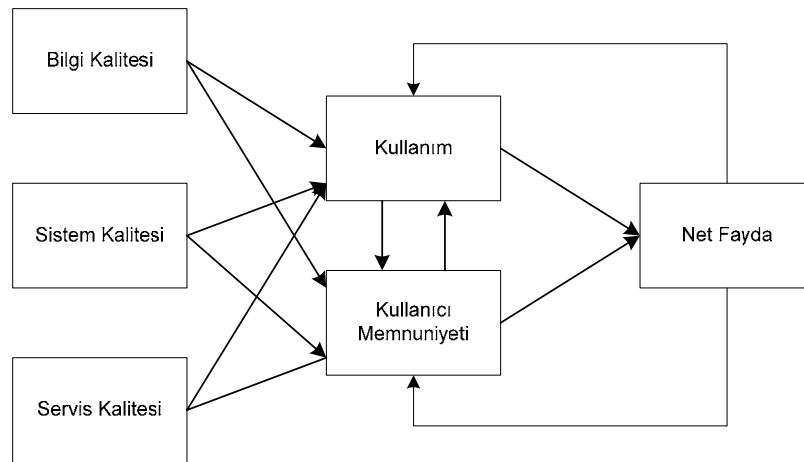 Bilgi Kalitesi
Kullanım
Sistem Kalitesi
Net Fayda
Kullanıcı
Memnuniyeti
Servis Kalitesi